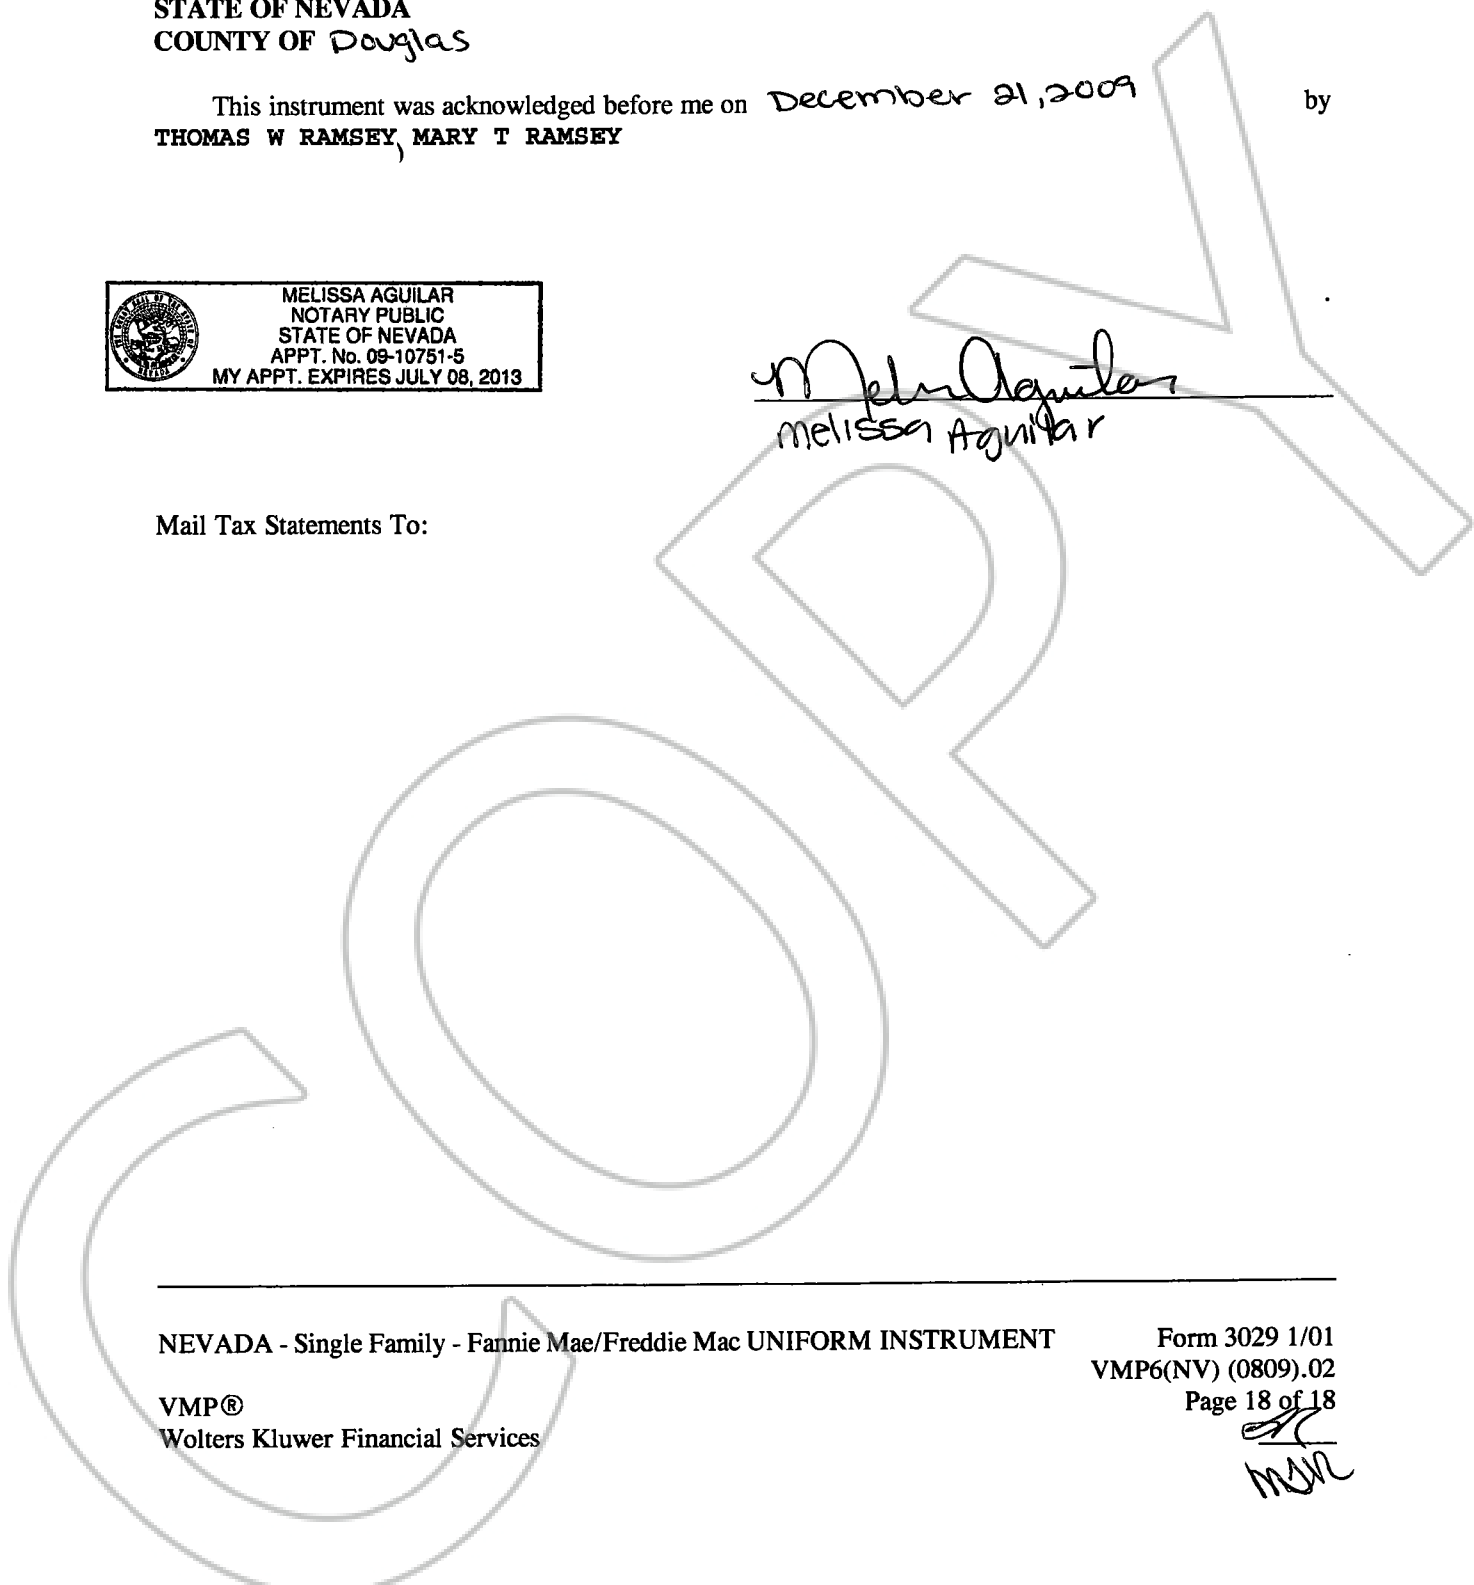 STATE OF NEVADA
COUNTY OF Douglas
This instrument was acknowledged before me on December 21, 2009 by
THOMAS W RAMSEY, MARY T RAMSEY
MELISSA AGUILAR
NOTARY PUBLIC
STATE OF NEVADA
APPT. No. 09-10751-5
MY APPT. EXPIRES JULY 08, 2013
Melissa Aguilar
Mail Tax Statements To:
COPY
NEVADA - Single Family - Fannie Mae/Freddie Mac UNIFORM INSTRUMENT
Form 3029 1/01
VMP6(NV) (0809).02
Page 18 of 18
VMP®
Wolters Kluwer Financial Services